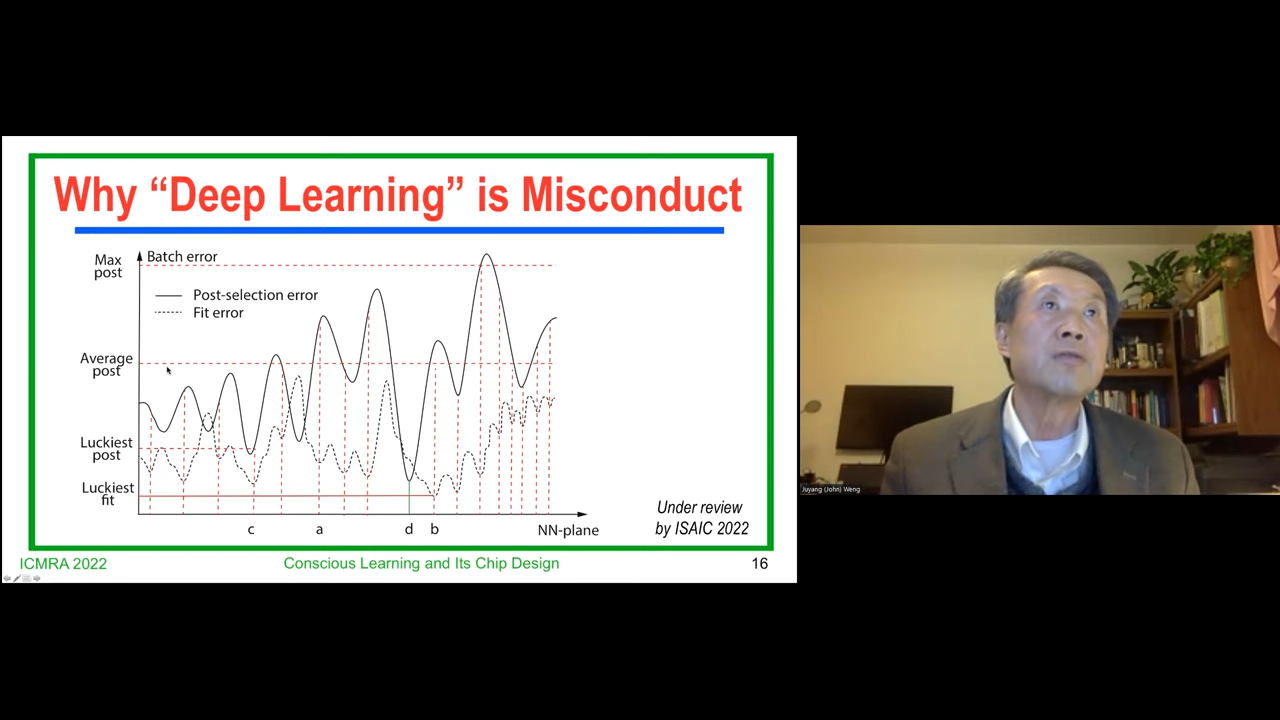 Why “Deep Learning” is Misconduct
Max
post
Batch error
Post-selection error
Fit error
Average
post
Luckiest
post
Luckiest
fit
c
a
d
b
NN-plane
Under review
by ISAIC 2022
ICMRA 2022
Conscious Learning and Its Chip Design
16
Juyang (John) Weng